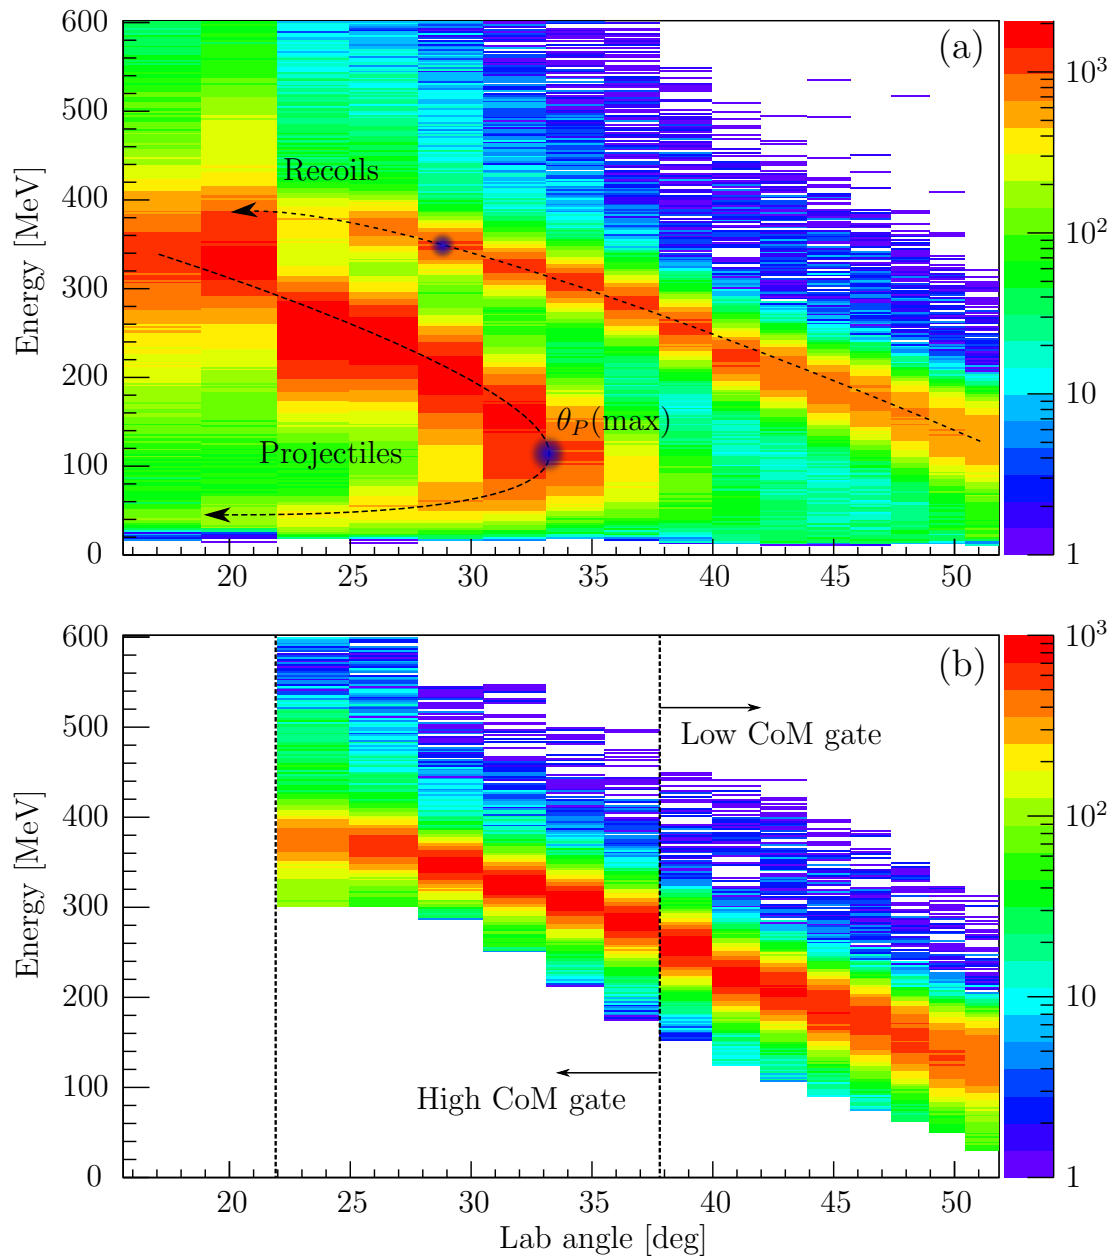 600
500
400
300
200
100
0
Energy [MeV]
(a)
Recoils
Projectiles
θ_P(max)
10³
10²
10
1
20 25 30 35 40 45 50
600
500
400
300
200
100
0
Energy [MeV]
(b)
Low CoM gate
High CoM gate
10³
10²
10
1
20 25 30 35 40 45 50
Lab angle [deg]